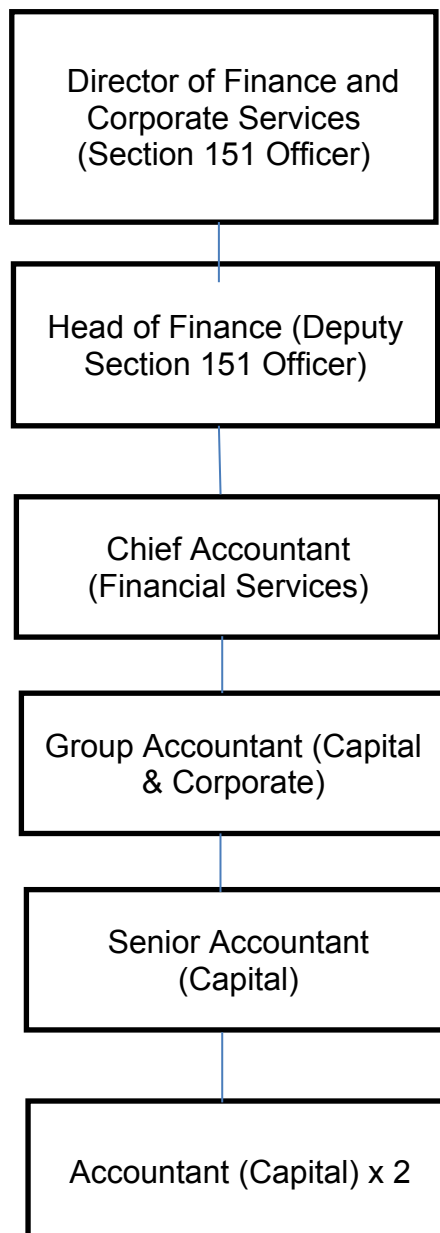 Director of Finance and
Corporate Services
(Section 151 Officer)
Head of Finance (Deputy
Section 151 Officer)
Chief Accountant
(Financial Services)
Group Accountant (Capital
& Corporate)
Senior Accountant
(Capital)
Accountant (Capital) x 2